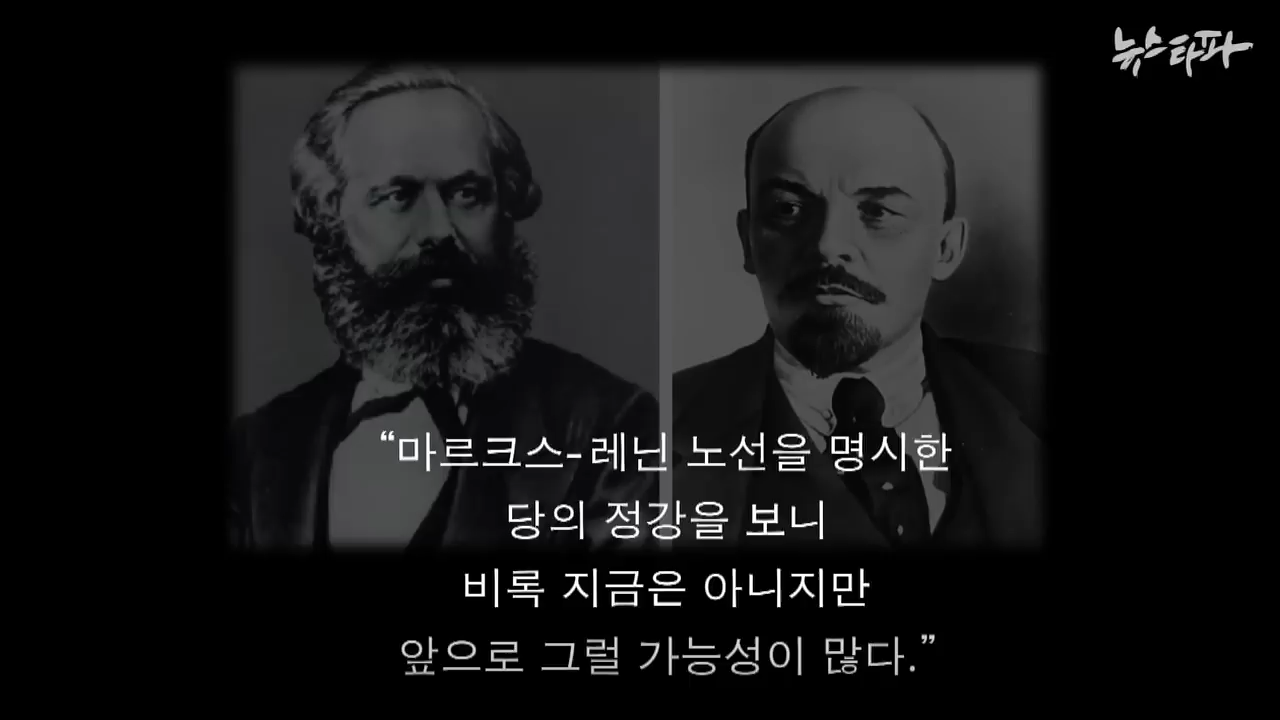 뉴스타파
“마르크스-레닌 노선을 명시한
당의 정강을 보니
비록 지금은 아니지만
앞으로 그럴 가능성이 많다.”